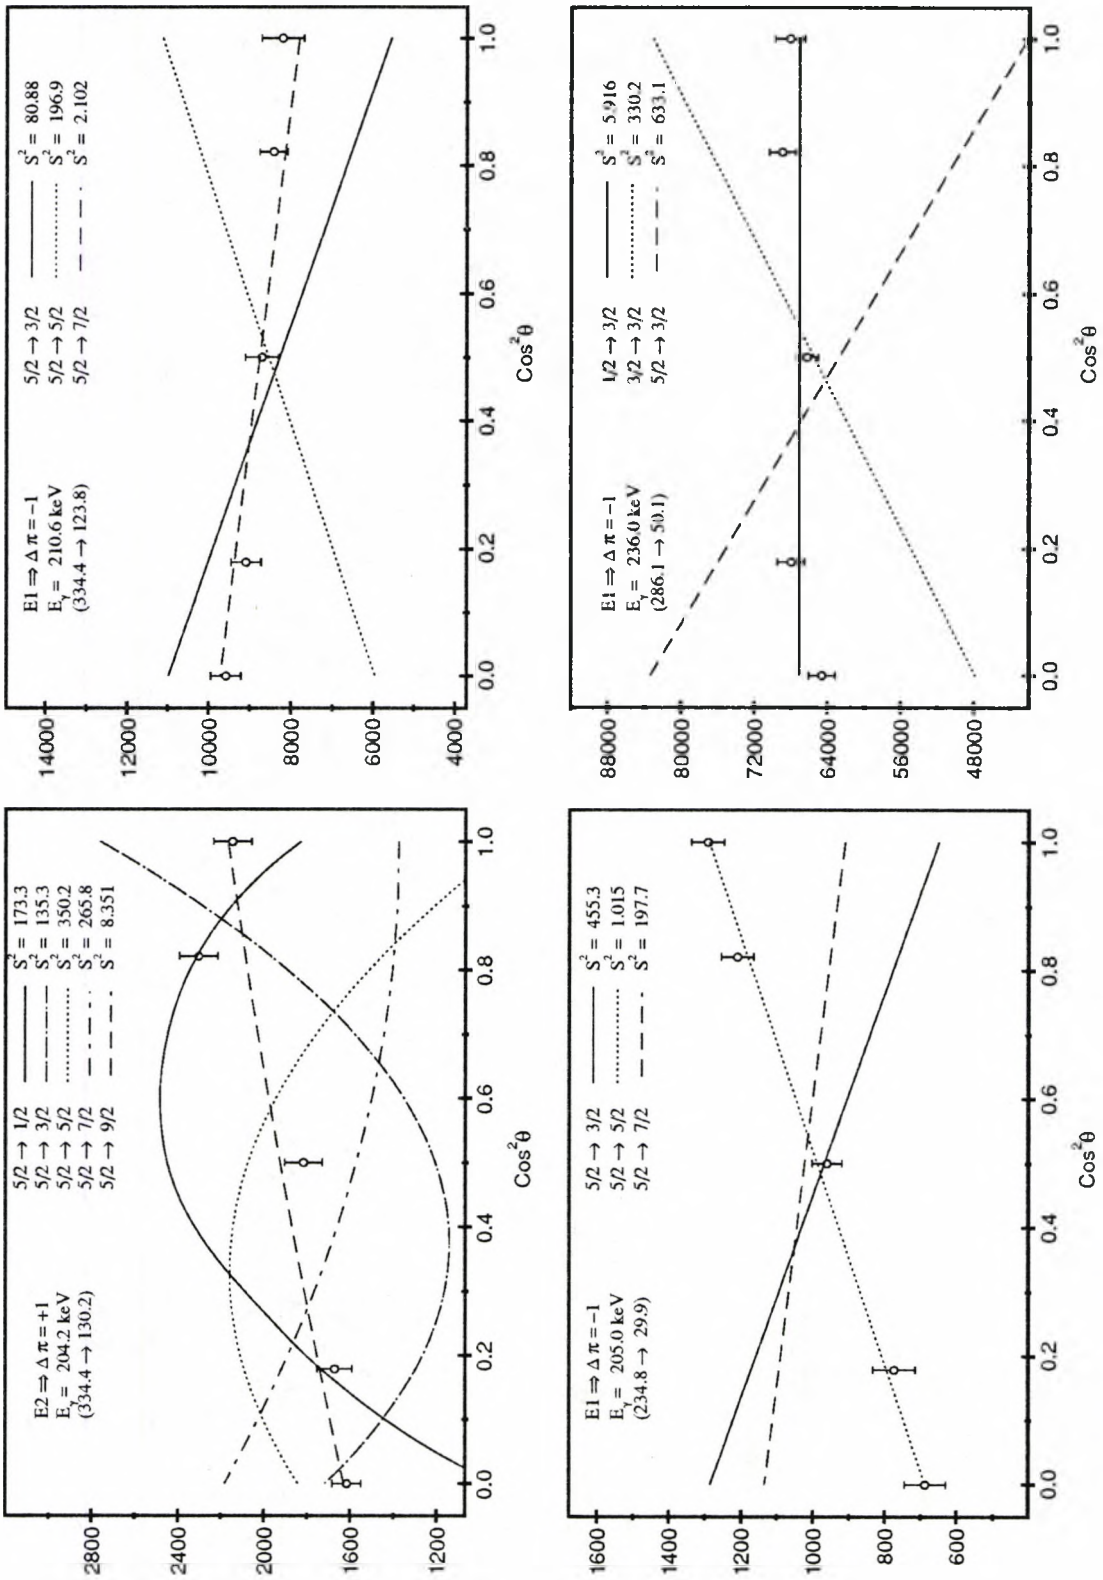 E2 ⇒ Δπ = +1
E_γ = 204.2 keV
(334.4 → 130.2)
5/2 → 1/2 S² = 173.3
5/2 → 3/2 S² = 135.3
5/2 → 5/2 S² = 350.2
5/2 → 7/2 S² = 265.8
5/2 → 9/2 S² = 8.351
2800
2400
2000
1600
1200
0.0 0.2 0.4 0.6 0.8 1.0
Cos²θ
E1 ⇒ Δπ = −1
E_γ = 210.6 keV
(334.4 → 123.8)
5/2 → 3/2 S² = 80.88
5/2 → 5/2 S² = 196.9
5/2 → 7/2 S² = 2.102
14000
12000
10000
8000
6000
4000
0.0 0.2 0.4 0.6 0.8 1.0
Cos²θ
E1 ⇒ Δπ = −1
E_γ = 205.0 keV
(234.8 → 29.9)
5/2 → 3/2 S² = 455.3
5/2 → 5/2 S² = 1.015
5/2 → 7/2 S² = 197.7
1600
1400
1200
1000
800
600
0.0 0.2 0.4 0.6 0.8 1.0
Cos²θ
E1 ⇒ Δπ = −1
E_γ = 236.0 keV
(286.1 → 50.1)
1/2 → 3/2 S² = 5.916
3/2 → 3/2 S² = 330.2
5/2 → 3/2 S² = 633.1
88000
80000
72000
64000
56000
48000
0.0 0.2 0.4 0.6 0.8 1.0
Cos²θ